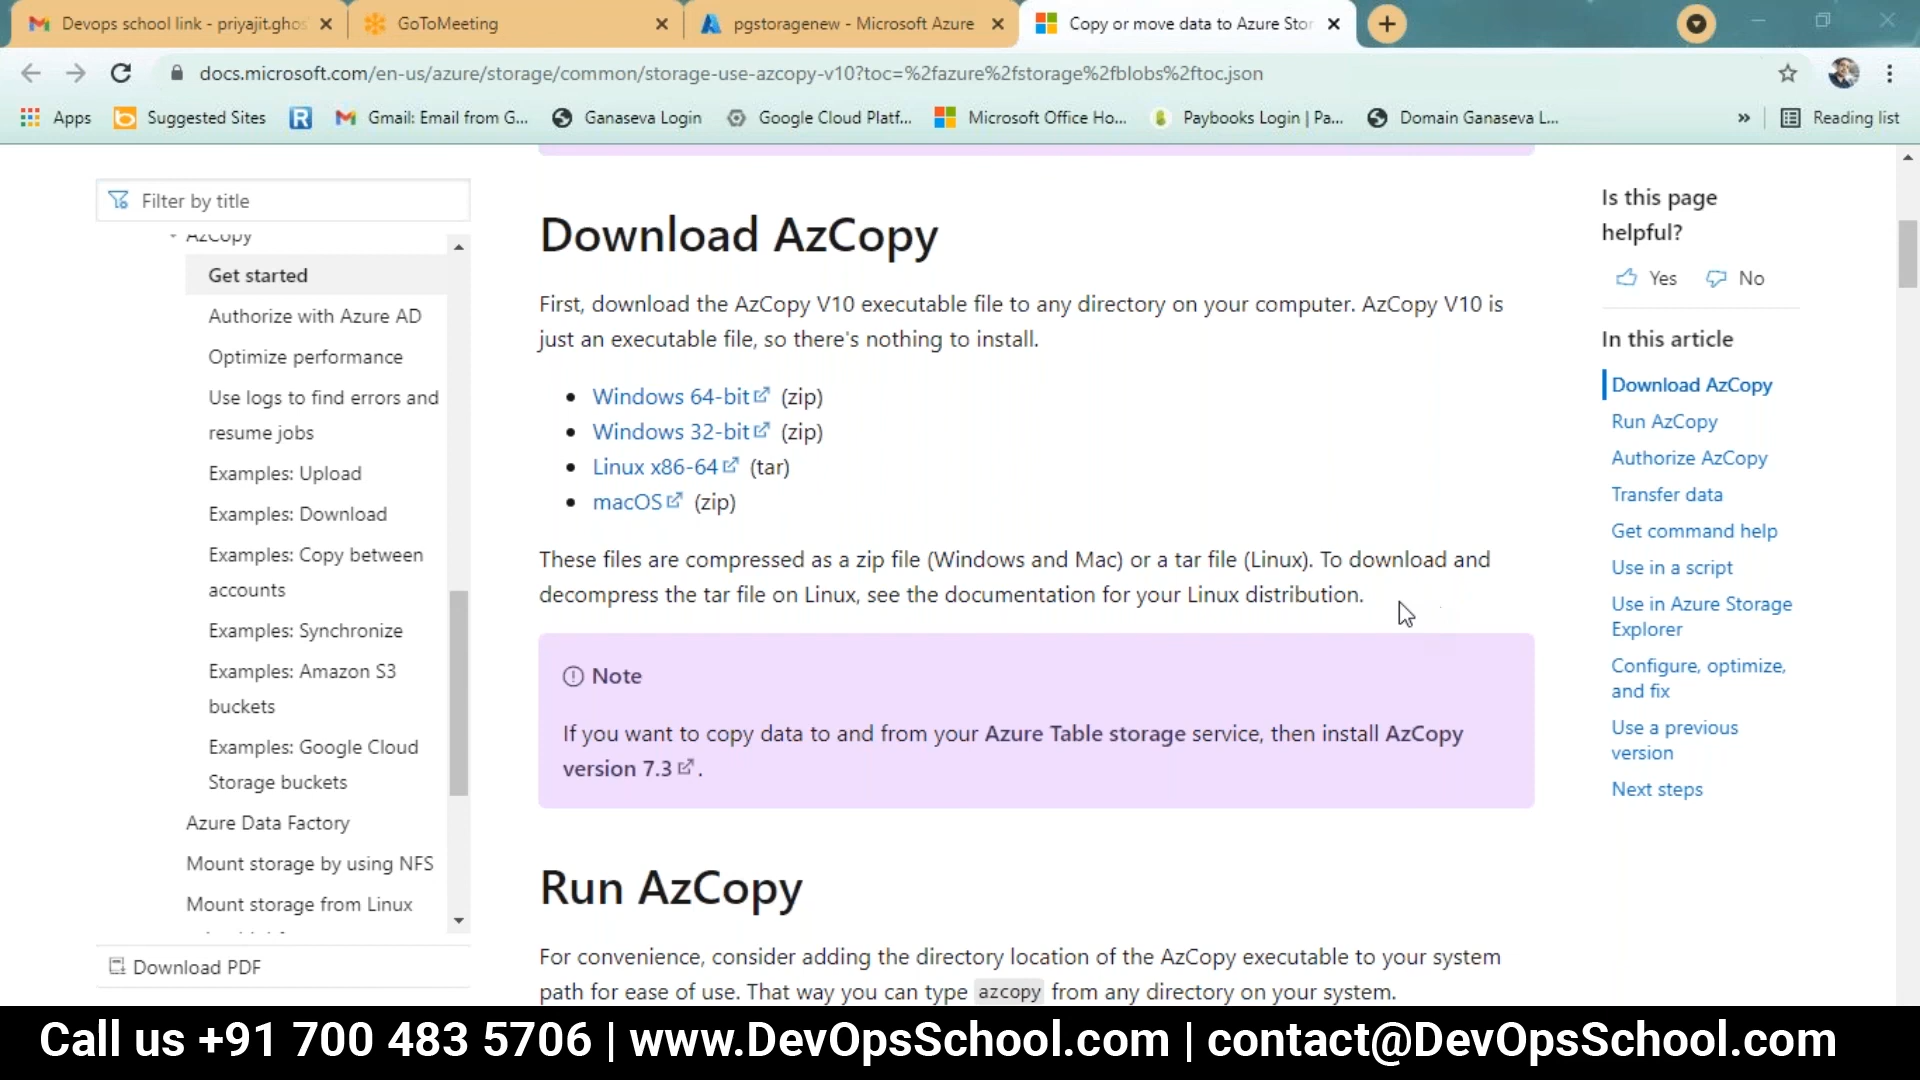 Devops school link - priyajit.ghos
GoToMeeting
pgstoragenew - Microsoft Azure
Copy or move data to Azure Stor
docs.microsoft.com/en-us/azure/storage/common/storage-use-azcopy-v10?toc=%2fazure%2fstorage%2fblobs%2ftoc.json
Apps
Suggested Sites
Gmail: Email from G...
Ganaseva Login
Google Cloud Platf...
Microsoft Office Ho...
Paybooks Login | Pa...
Domain Ganaseva L...
»
Reading list
Filter by title
AzCopy
Get started
Authorize with Azure AD
Optimize performance
Use logs to find errors and
resume jobs
Examples: Upload
Examples: Download
Examples: Copy between
accounts
Examples: Synchronize
Examples: Amazon S3
buckets
Examples: Google Cloud
Storage buckets
Azure Data Factory
Mount storage by using NFS
Mount storage from Linux
Download PDF
Download AzCopy
First, download the AzCopy V10 executable file to any directory on your computer. AzCopy V10 is
just an executable file, so there's nothing to install.
• Windows 64-bit (zip)
• Windows 32-bit (zip)
• Linux x86-64 (tar)
• macOS (zip)
These files are compressed as a zip file (Windows and Mac) or a tar file (Linux). To download and
decompress the tar file on Linux, see the documentation for your Linux distribution.
Note
If you want to copy data to and from your Azure Table storage service, then install AzCopy
version 7.3.
Run AzCopy
For convenience, consider adding the directory location of the AzCopy executable to your system
path for ease of use. That way you can type azcopy from any directory on your system.
Is this page
helpful?
Yes
No
In this article
Download AzCopy
Run AzCopy
Authorize AzCopy
Transfer data
Get command help
Use in a script
Use in Azure Storage
Explorer
Configure, optimize,
and fix
Use a previous
version
Next steps
Call us +91 700 483 5706 | www.DevOpsSchool.com | contact@DevOpsSchool.com